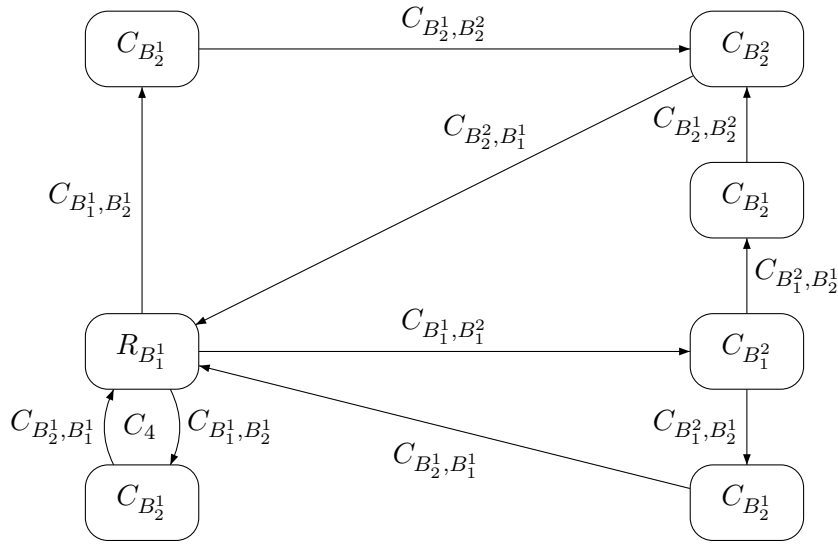 $C_{B_2^1,B_2^2}$
$C_{B_2^1}$ $C_{B_2^2}$
$C_{B_2^2,B_1^1}$ $C_{B_2^1,B_2^2}$
$C_{B_1^1,B_2^1}$ $C_{B_2^1}$
$C_{B_1^2,B_2^1}$
$C_{B_1^1,B_1^2}$
$R_{B_1^1}$ $C_{B_1^2}$
$C_{B_2^1,B_1^1}$ $C_4$ $C_{B_1^1,B_2^1}$ $C_{B_1^2,B_2^1}$
$C_{B_2^1,B_1^1}$
$C_{B_2^1}$ $C_{B_2^1}$